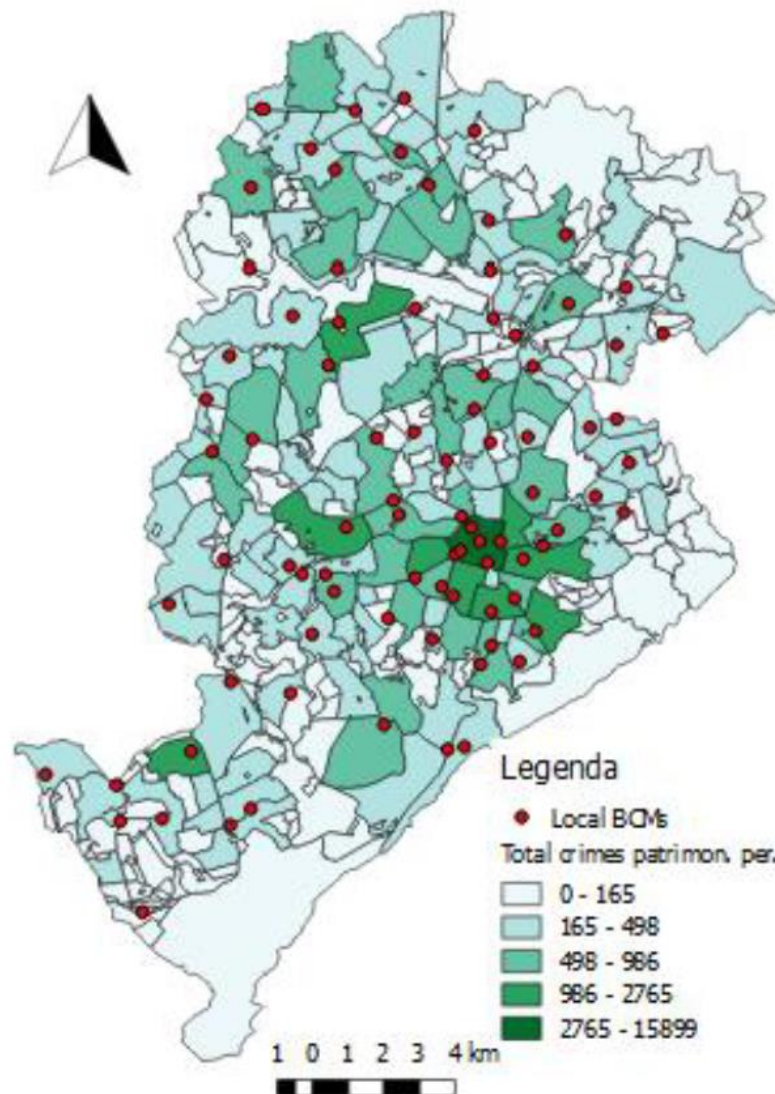 Legenda
Local BCMs
Total crimes patrimon. per.
0 - 165
165 - 498
498 - 986
986 - 2765
2765 - 15899
1 0 1 2 3 4 km